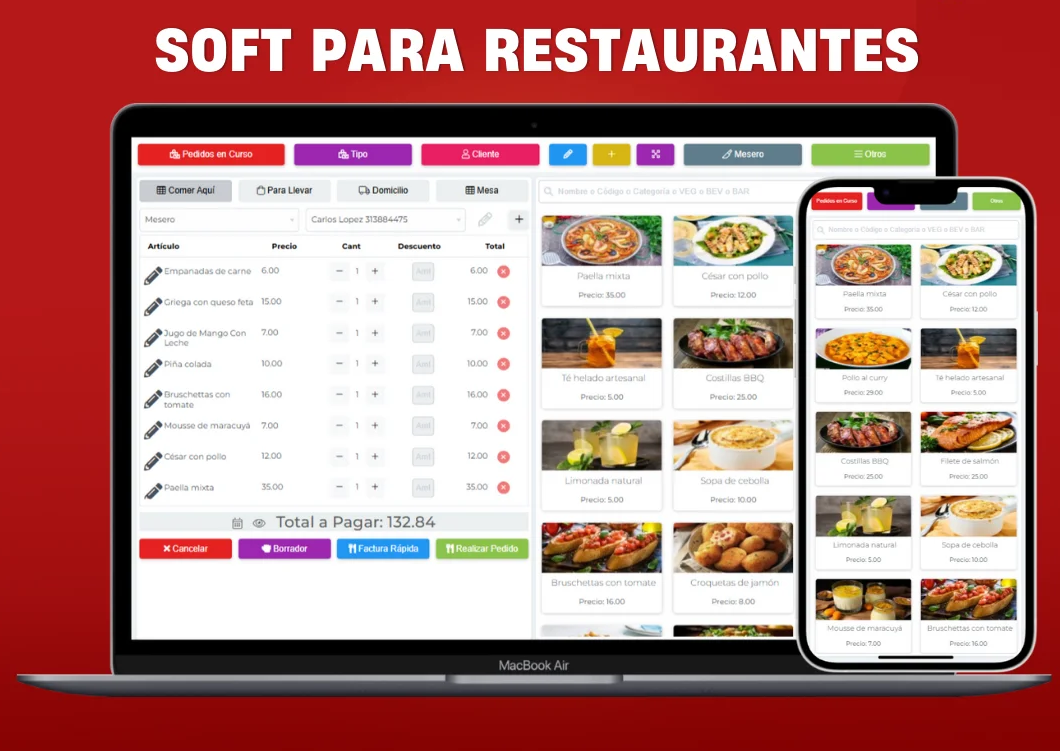 SOFT PARA RESTAURANTES
Pedidos en Curso
Tipo
Cliente
Mesero
Otros
Comer Aquí
Para Llevar
Domicilio
Mesa
Nombre o Código o Categoría o VEG o BEV o BAR
Mesero
Carlos Lopez 313884475
Artículo Precio Cant Descuento Total
Empanadas de carne 6.00 − 1 + Amt 6.00
Griega con queso feta 15.00 − 1 + Amt 15.00
Jugo de Mango Con 7.00 − 1 + Amt 7.00
Leche
Piña colada 10.00 − 1 + Amt 10.00
Bruschettas con 16.00 − 1 + Amt 16.00
tomate
Mousse de maracuyá 7.00 − 1 + Amt 7.00
César con pollo 12.00 − 1 + Amt 12.00
Paella mixta 35.00 − 1 + Amt 35.00
Total a Pagar: 132.84
Cancelar
Borrador
Factura Rápida
Realizar Pedido
Paella mixta
Precio: 35.00
César con pollo
Precio: 12.00
Té helado artesanal
Precio: 5.00
Costillas BBQ
Precio: 25.00
Limonada natural
Precio: 5.00
Sopa de cebolla
Precio: 10.00
Bruschettas con tomate
Precio: 16.00
Croquetas de jamón
Precio: 8.00
Pedidos en Curso
Otros
Nombre o Código o Categoría o VEG o BEV o BAR
Paella mixta
Precio: 35.00
César con pollo
Precio: 12.00
Pollo al curry
Precio: 29.00
Té helado artesanal
Precio: 5.00
Costillas BBQ
Precio: 25.00
Filete de salmón
Precio: 25.00
Limonada natural
Precio: 5.00
Sopa de cebolla
Precio: 10.00
Mousse de maracuyá
Precio: 7.00
Bruschettas con tomate
Precio: 16.00
MacBook Air